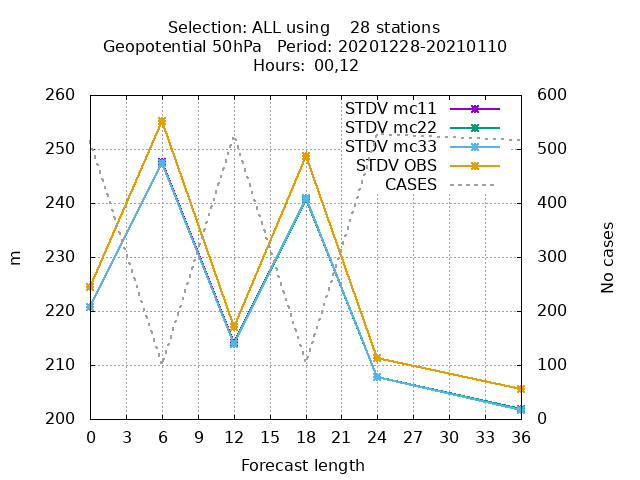 Selection: ALL using    28 stations
Geopotential 50hPa   Period: 20201228-20210110
Hours:  00,12
260 600
STDV mc11
STDV mc22
250 500
STDV mc33
STDV OBS
CASES
240 400
230 300
m
No cases
220 200
210 100
200 0
0 3 6 9 12 15 18 21 24 27 30 33 36
Forecast length